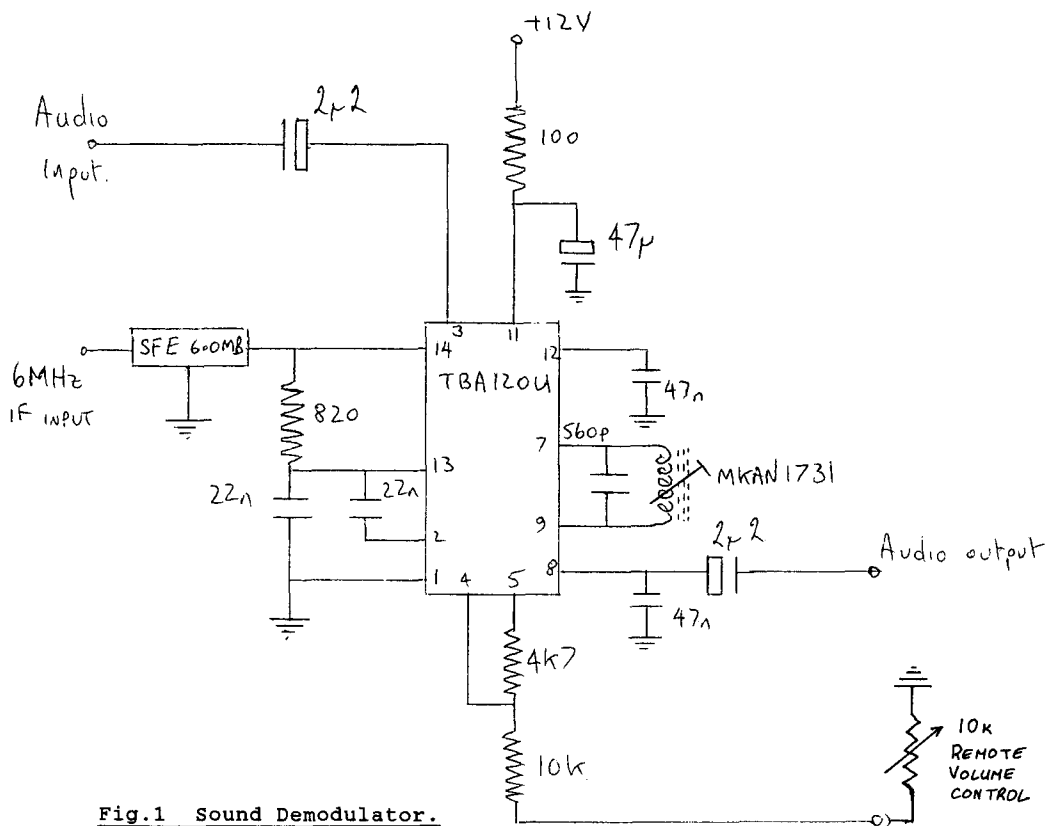 +12V
Audio
Input.
2µ2
100
47µ
3
11
SFE 6.0MB
14
12
TBA120U
47n
6MHz
IF INPUT
820
560p
7
13
MKAN1731
22n
22n
9
2
2µ2
Audio output
8
1
4
5
47n
4k7
10k
10K
REMOTE
VOLUME
CONTROL
Fig.1 Sound Demodulator.